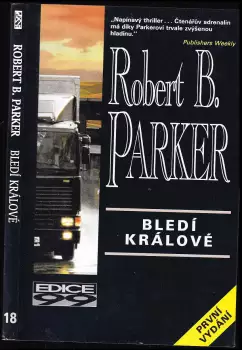 ROBERT B. PARKER BLEDÍ KRÁLOVÉ
18
„Napínavý thriller . . . Čtenářův adrenalin
má díky Parkerovi trvale zvýšenou
hladinu.“
Publishers Weekly
Robert B.
PARKER
BLEDÍ
KRÁLOVÉ
EDICE
99
PRVNÍ
VYDÁNÍ